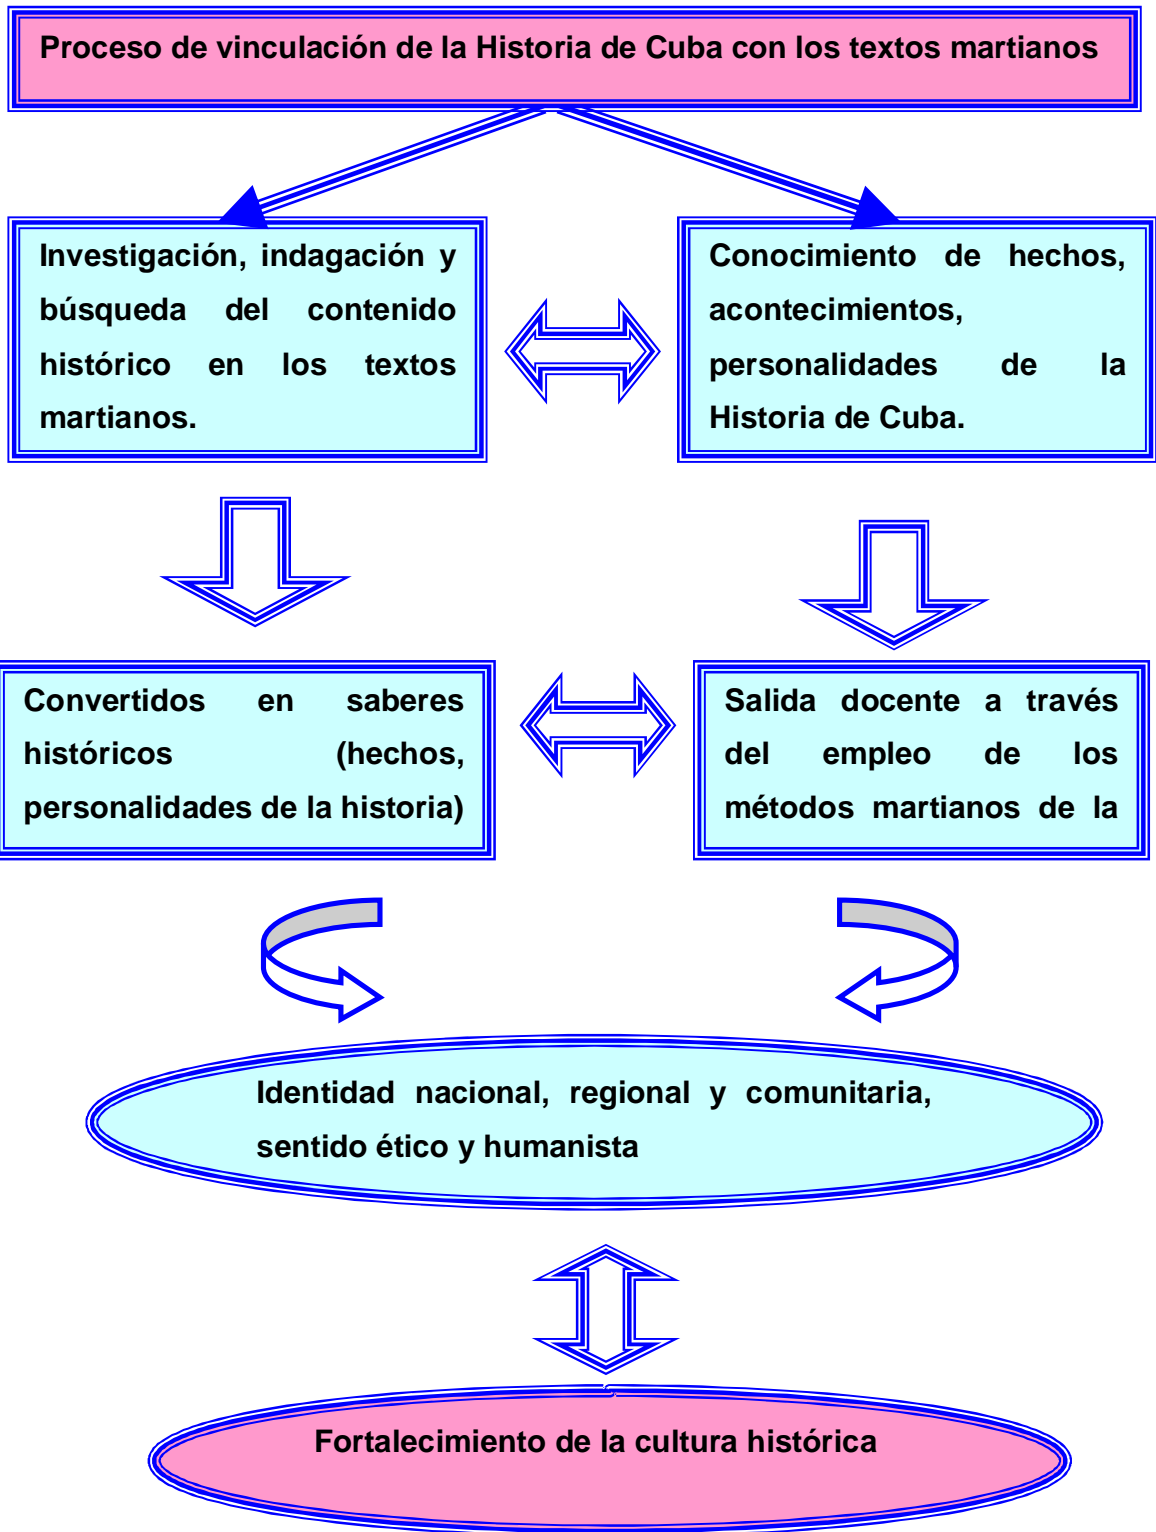 Proceso de vinculación de la Historia de Cuba con los textos martianos
Investigación, indagación y
búsqueda del contenido
histórico en los textos
martianos.
Conocimiento de hechos,
acontecimientos,
personalidades de la
Historia de Cuba.
Convertidos en saberes
históricos (hechos,
personalidades de la historia)
Salida docente a través
del empleo de los
métodos martianos de la
Identidad nacional, regional y comunitaria,
sentido ético y humanista
Fortalecimiento de la cultura histórica